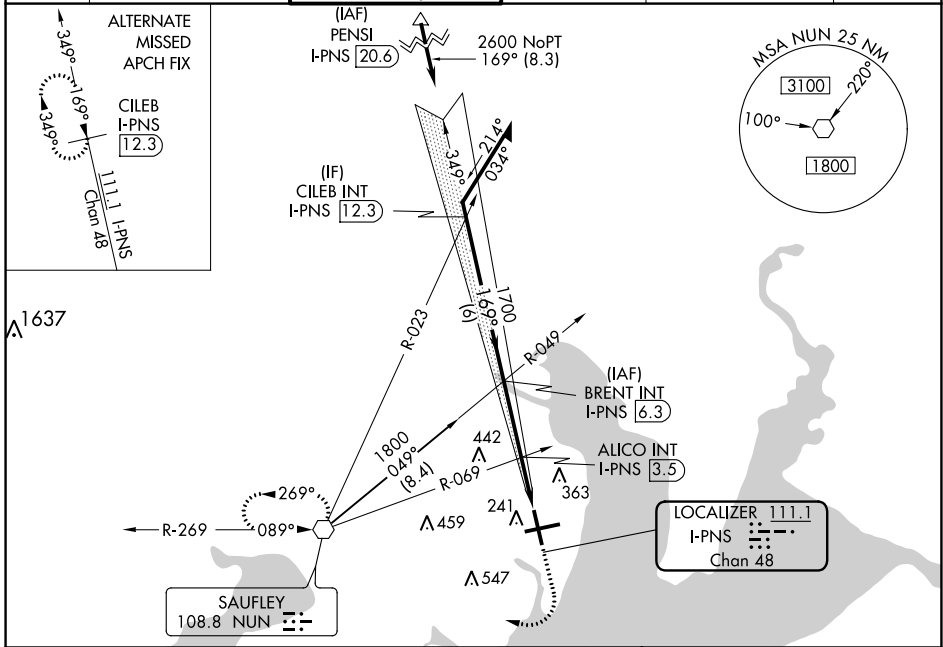 ALTERNATE
MISSED
APCH FIX
349°
169°
349°
CILEB
I-PNS
12.3
111.1 I-PNS
Chan 48
(IAF)
PENSI
I-PNS 20.6
2600 NoPT
169° (8.3)
MSA NUN 25 NM
3100
220°
100°
1800
349°
214°
034°
(IF)
CILEB INT
I-PNS 12.3
1637
R-023
1700
169°
(6)
R-049
(IAF)
BRENT INT
I-PNS 6.3
1800
049°
(8.4)
442
R-069
ALICO INT
I-PNS 3.5
363
269°
R-269
089°
459
241
LOCALIZER 111.1
I-PNS
Chan 48
547
SAUFLEY
108.8 NUN